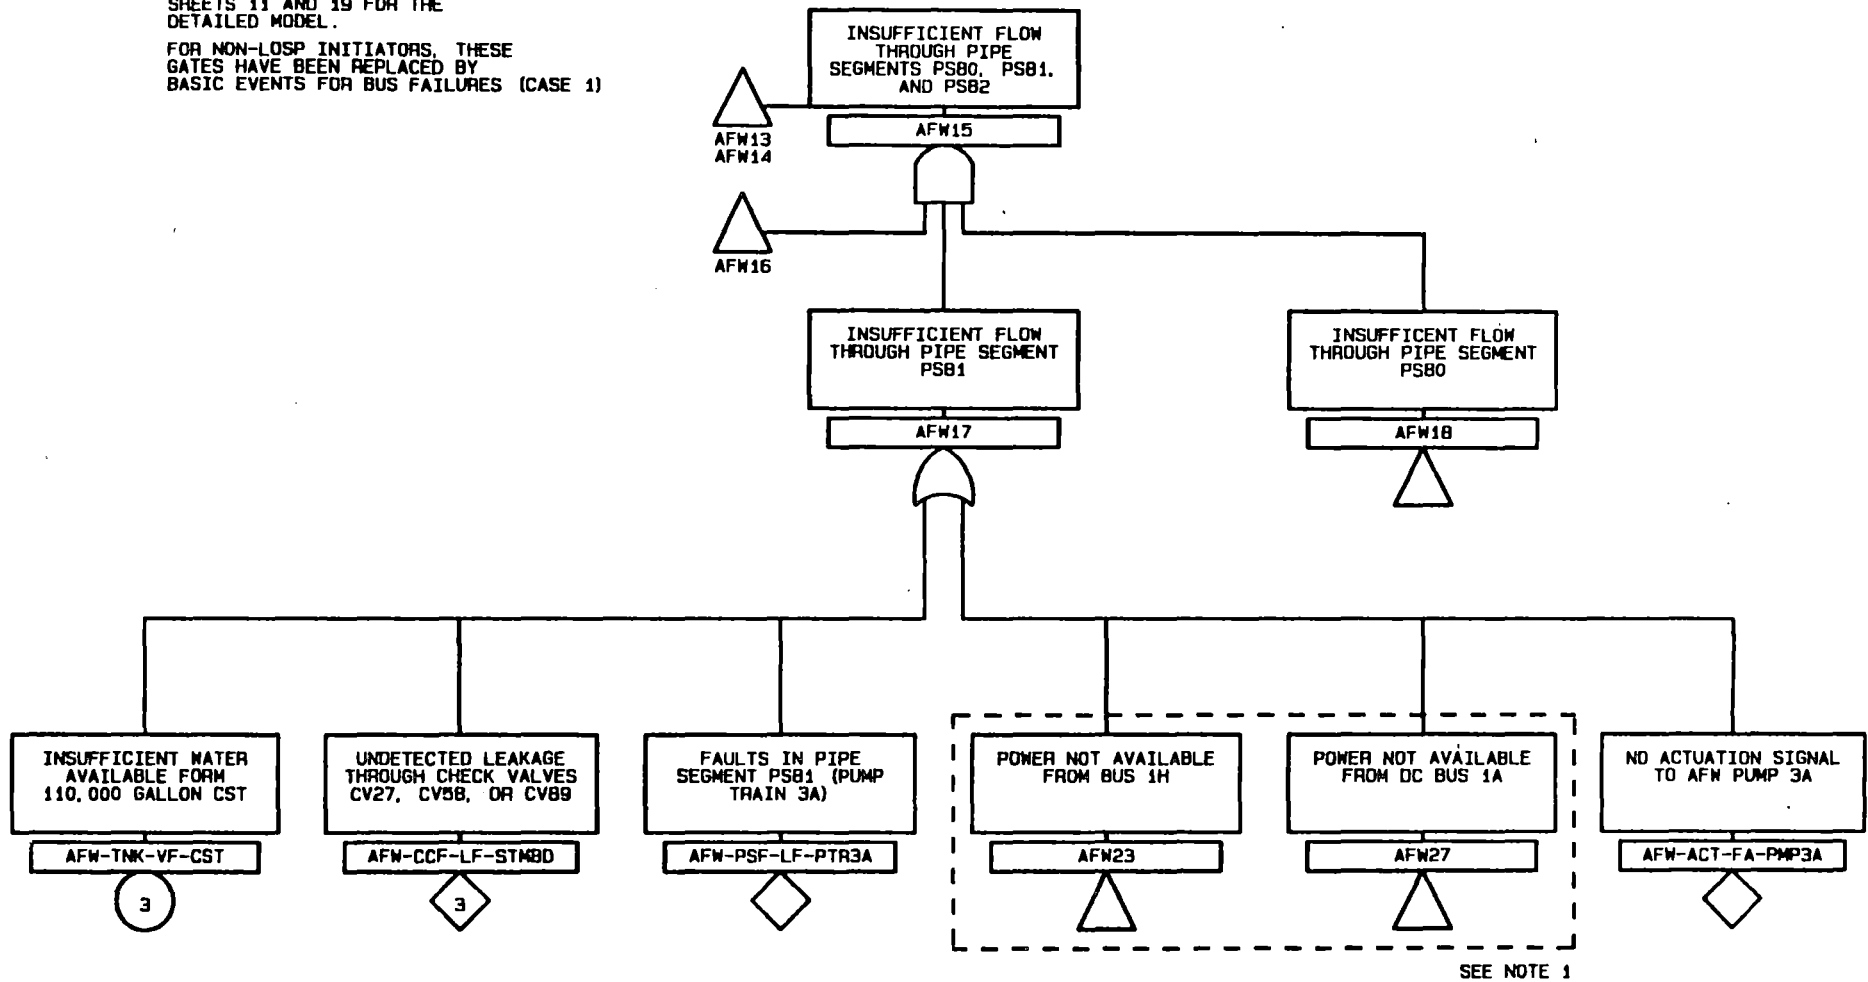 SHEETS 11 AND 19 FOR THE
DETAILED MODEL.
FOR NON-LOSP INITIATORS, THESE
GATES HAVE BEEN REPLACED BY
BASIC EVENTS FOR BUS FAILURES (CASE 1)
INSUFFICIENT FLOW
THROUGH PIPE
SEGMENTS PS80, PS81,
AND PS82
AFW15
AFW13
AFW14
AFW16
INSUFFICIENT FLOW
THROUGH PIPE SEGMENT
PS81
AFW17
INSUFFICENT FLOW
THROUGH PIPE SEGMENT
PS80
AFW18
INSUFFICIENT WATER
AVAILABLE FORM
110,000 GALLON CST
AFW-TNK-VF-CST
3
UNDETECTED LEAKAGE
THROUGH CHECK VALVES
CV27, CV58, OR CV89
AFW-CCF-LF-STMBD
3
FAULTS IN PIPE
SEGMENT PS81 (PUMP
TRAIN 3A)
AFW-PSF-LF-PTR3A
POWER NOT AVAILABLE
FROM BUS 1H
AFW23
POWER NOT AVAILABLE
FROM DC BUS 1A
AFW27
NO ACTUATION SIGNAL
TO AFW PUMP 3A
AFW-ACT-FA-PMP3A
SEE NOTE 1